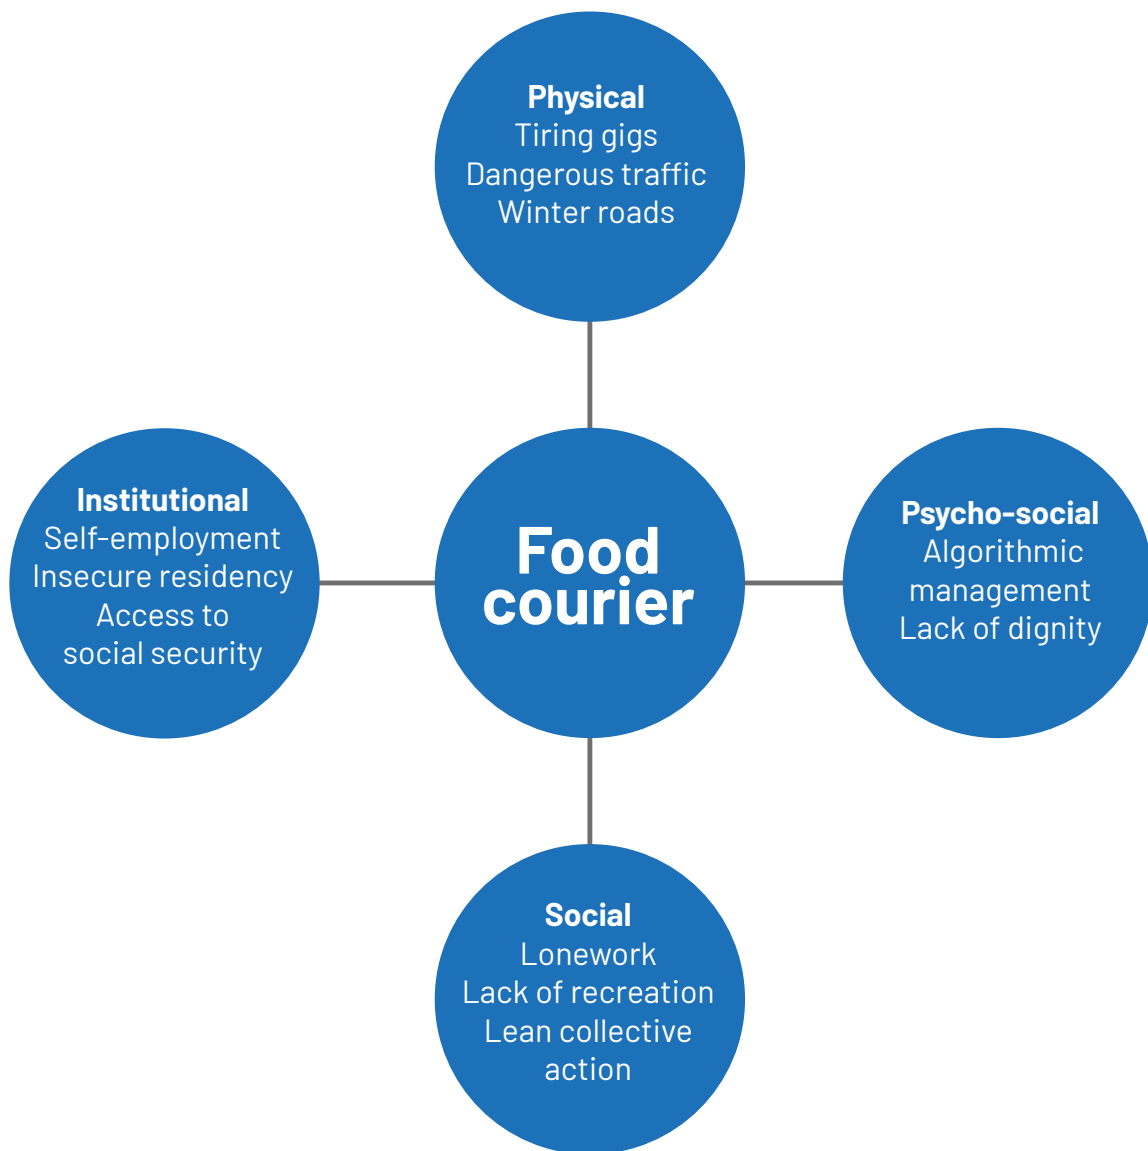 Physical
Tiring gigs
Dangerous traffic
Winter roads
Institutional
Self-employment
Insecure residency
Access to
social security
Food
courier
Psycho-social
Algorithmic
management
Lack of dignity
Social
Lonework
Lack of recreation
Lean collective
action